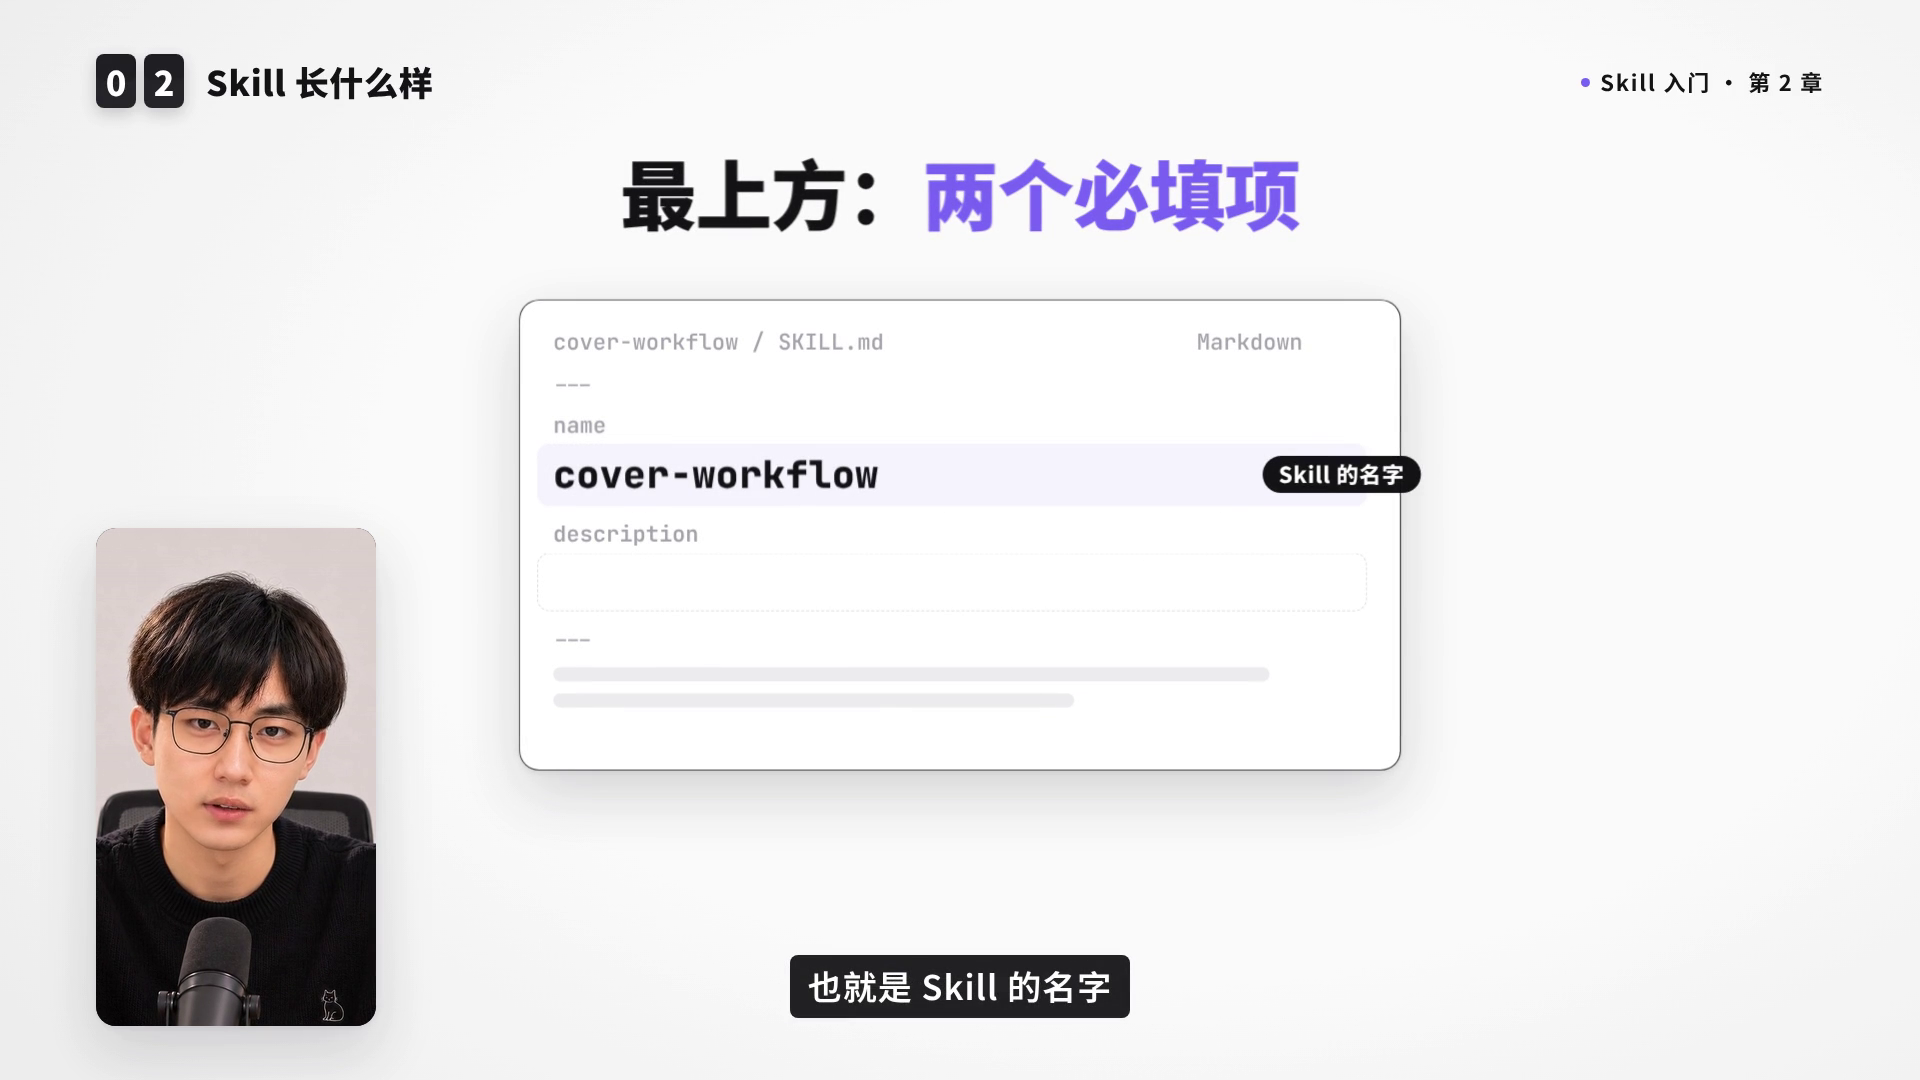 02 Skill 长什么样
Skill 入门 · 第 2 章
最上方：两个必填项
cover-workflow / SKILL.md
Markdown
---
name
cover-workflow
Skill 的名字
description
---
也就是 Skill 的名字